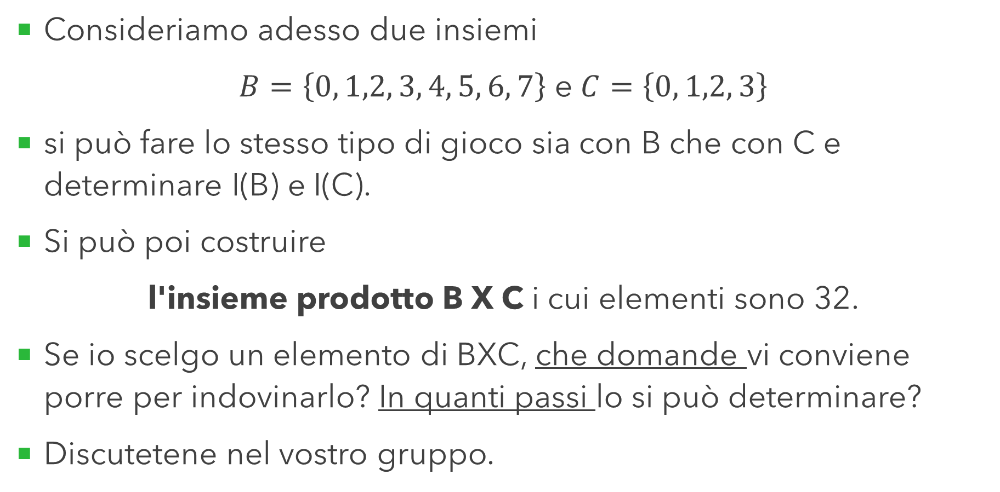 ▪ Consideriamo adesso due insiemi
B = {0, 1,2, 3, 4, 5, 6, 7} e C = {0, 1,2, 3}
▪ si può fare lo stesso tipo di gioco sia con B che con C e
determinare I(B) e I(C).
▪ Si può poi costruire
l'insieme prodotto B X C i cui elementi sono 32.
▪ Se io scelgo un elemento di BXC, che domande vi conviene
porre per indovinarlo? In quanti passi lo si può determinare?
▪ Discutetene nel vostro gruppo.